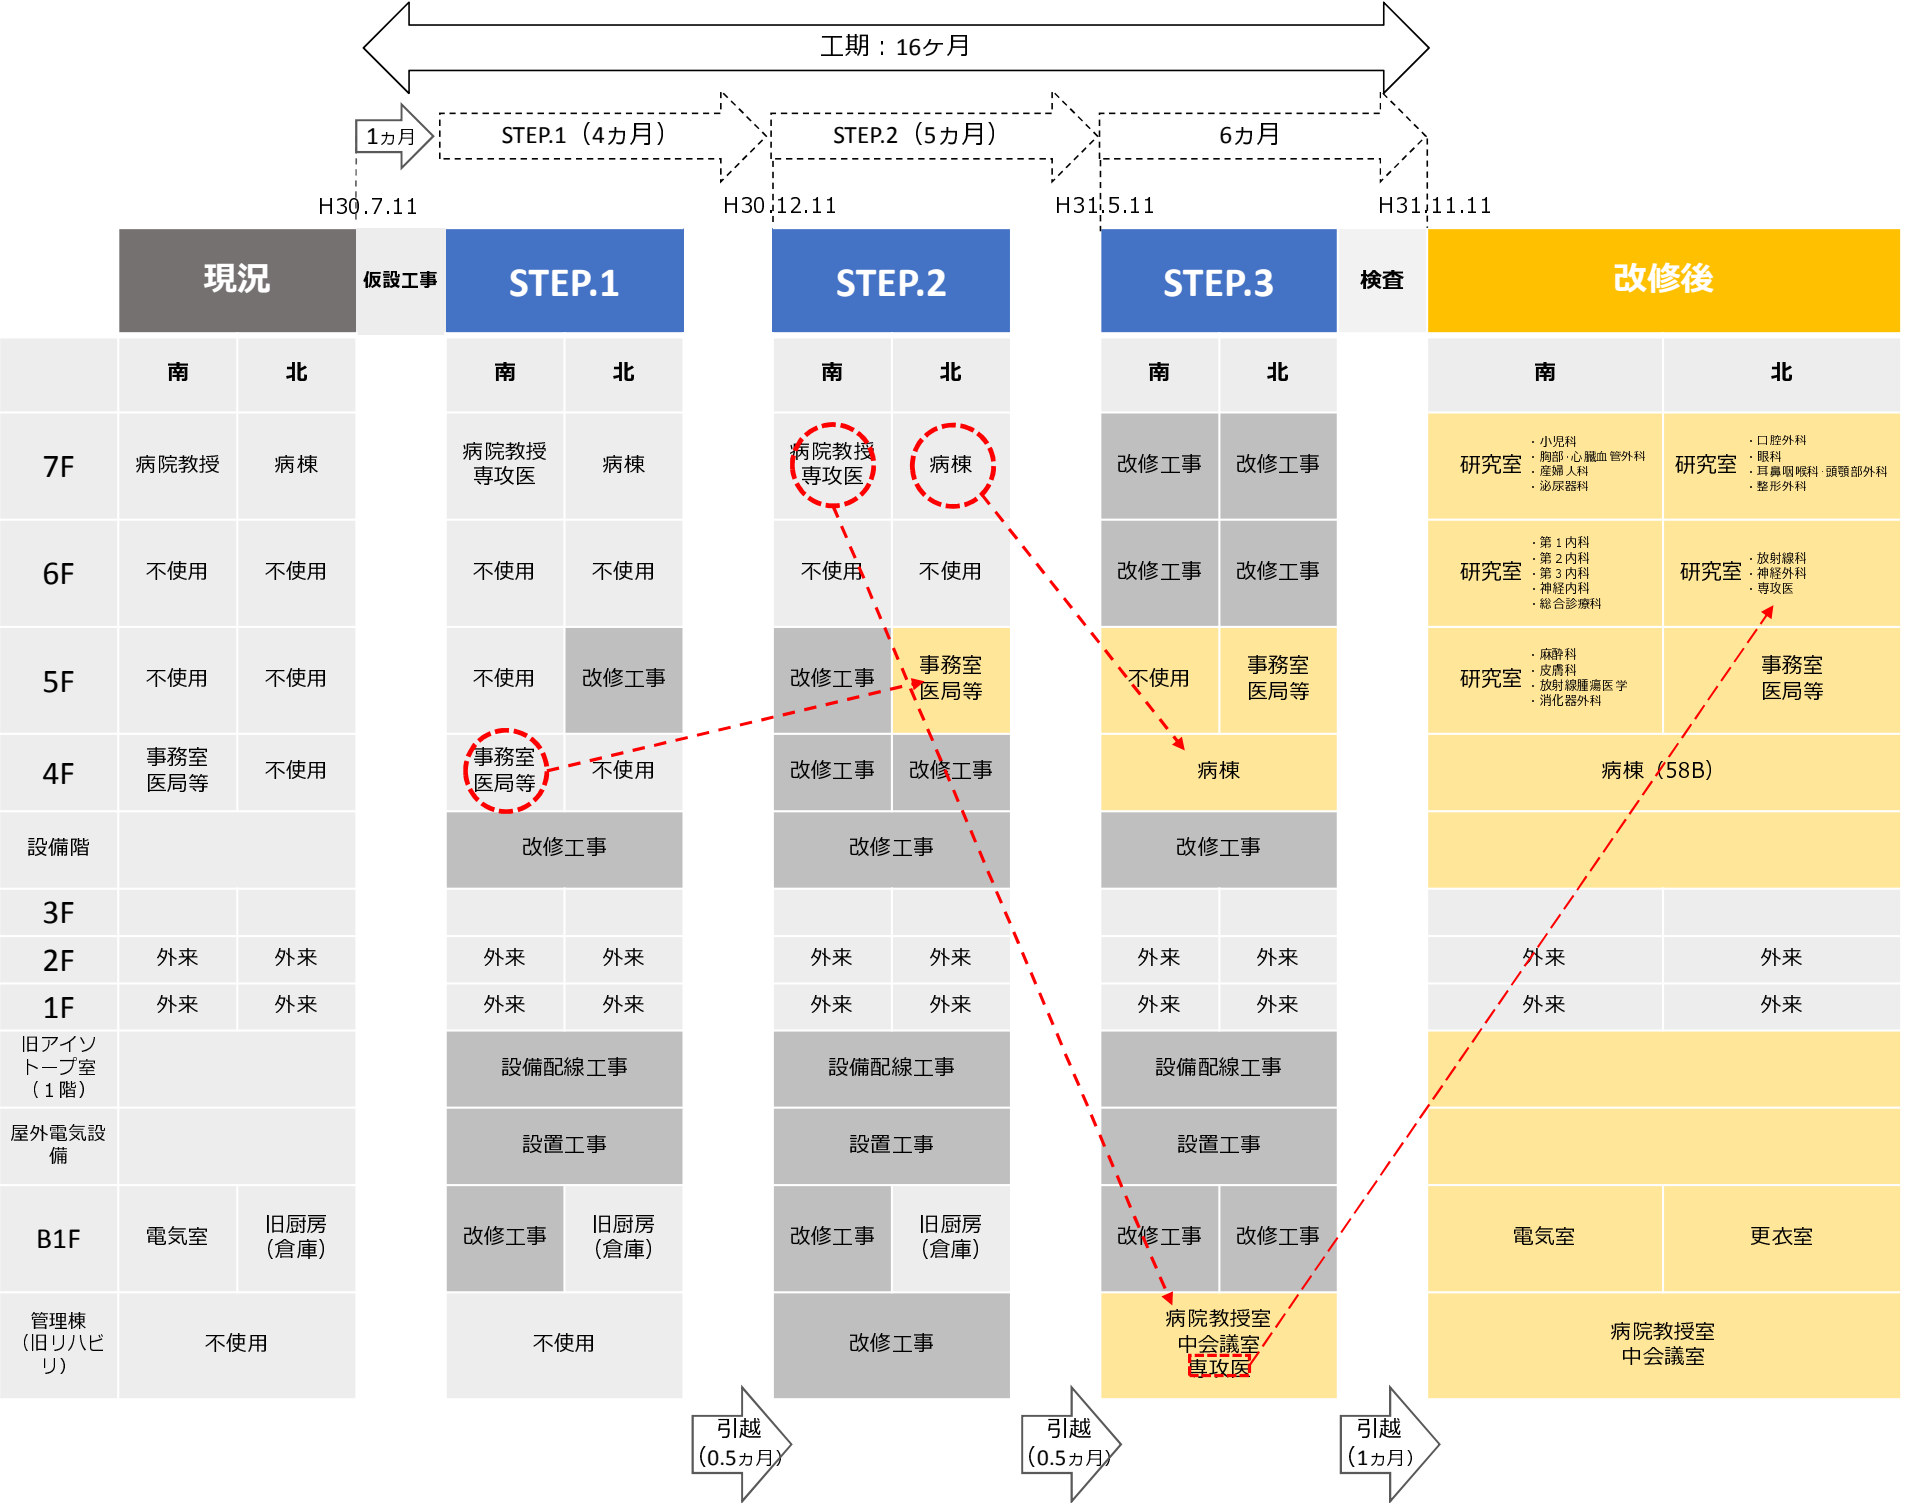 工期：16ケ月
1ヵ月
STEP.1（4カ月）
STEP.2（5カ月）
6カ月
H30.7.11
H30.12.11
H31.5.11
H31.11.11
現況
仮設工事
STEP.1
STEP.2
STEP.3
検査
改修後
南 北 南 北 南 北 南 北 南 北
7F
病院教授
病棟
病院教授
専攻医
病棟
病院教授
専攻医
病棟
改修工事
改修工事
研究室
・小児科
・胸部･心臓血管外科
・産婦人科
・泌尿器科
研究室
・口腔外科
・眼科
・耳鼻咽喉科･頭顎部外科
・整形外科
6F
不使用
不使用
不使用
不使用
不使用
不使用
改修工事
改修工事
研究室
・第１内科
・第２内科
・第３内科
・神経内科
・総合診療科
研究室
・放射線科
・神経外科
・専攻医
5F
不使用
不使用
不使用
改修工事
改修工事
事務室
医局等
不使用
事務室
医局等
研究室
・麻酔科
・皮膚科
・放射線腫瘍医学
・消化器外科
事務室
医局等
4F
事務室
医局等
不使用
事務室
医局等
不使用
改修工事
改修工事
病棟
病棟（58B）
設備階
改修工事
改修工事
改修工事
3F
2F
外来 外来 外来 外来 外来 外来 外来 外来 外来 外来
1F
外来 外来 外来 外来 外来 外来 外来 外来 外来 外来
旧アイソ
トープ室
（１階）
設備配線工事
設備配線工事
設備配線工事
屋外電気設
備
設置工事
設置工事
設置工事
B1F
電気室
旧厨房
（倉庫）
改修工事
旧厨房
（倉庫）
改修工事
旧厨房
（倉庫）
改修工事
改修工事
電気室
更衣室
管理棟
（旧リハビ
リ）
不使用
不使用
改修工事
病院教授室
中会議室
専攻医
病院教授室
中会議室
引越
（0.5ヵ月）
引越
（0.5ヵ月）
引越
（1ヵ月）